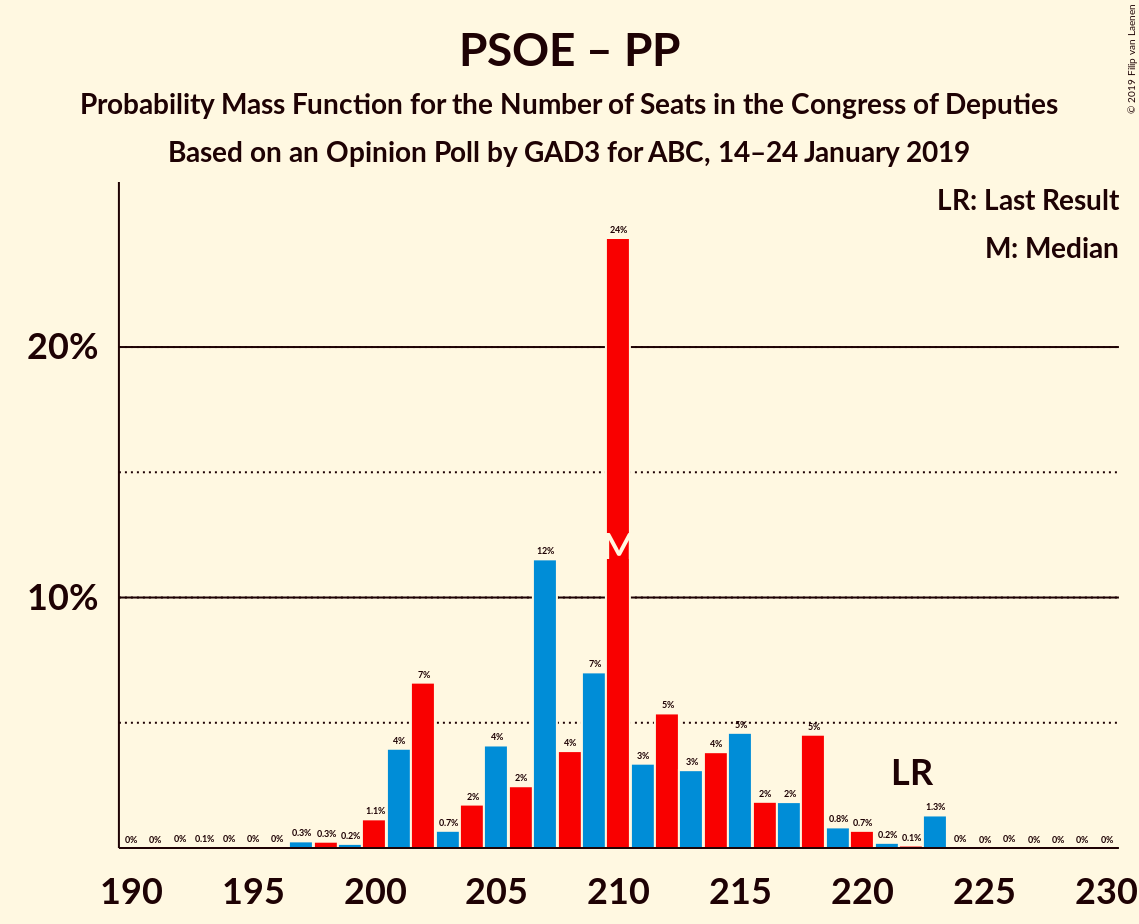 PSOE – PP
Probability Mass Function for the Number of Seats in the Congress of Deputies
Based on an Opinion Poll by GAD3 for ABC, 14–24 January 2019
© 2019 Filip van Laenen
LR: Last Result
M: Median
20%
10%
0% 0% 0% 0.1% 0% 0% 0% 0.3% 0.3% 0.2% 1.1% 4% 7% 0.7% 2% 4% 2% 12% 4% 7% 24% 3% 5% 3% 4% 5% 2% 2% 5% 0.8% 0.7% 0.2% 0.1% 1.3% 0% 0% 0% 0% 0% 0% 0%
M
LR
190 195 200 205 210 215 220 225 230